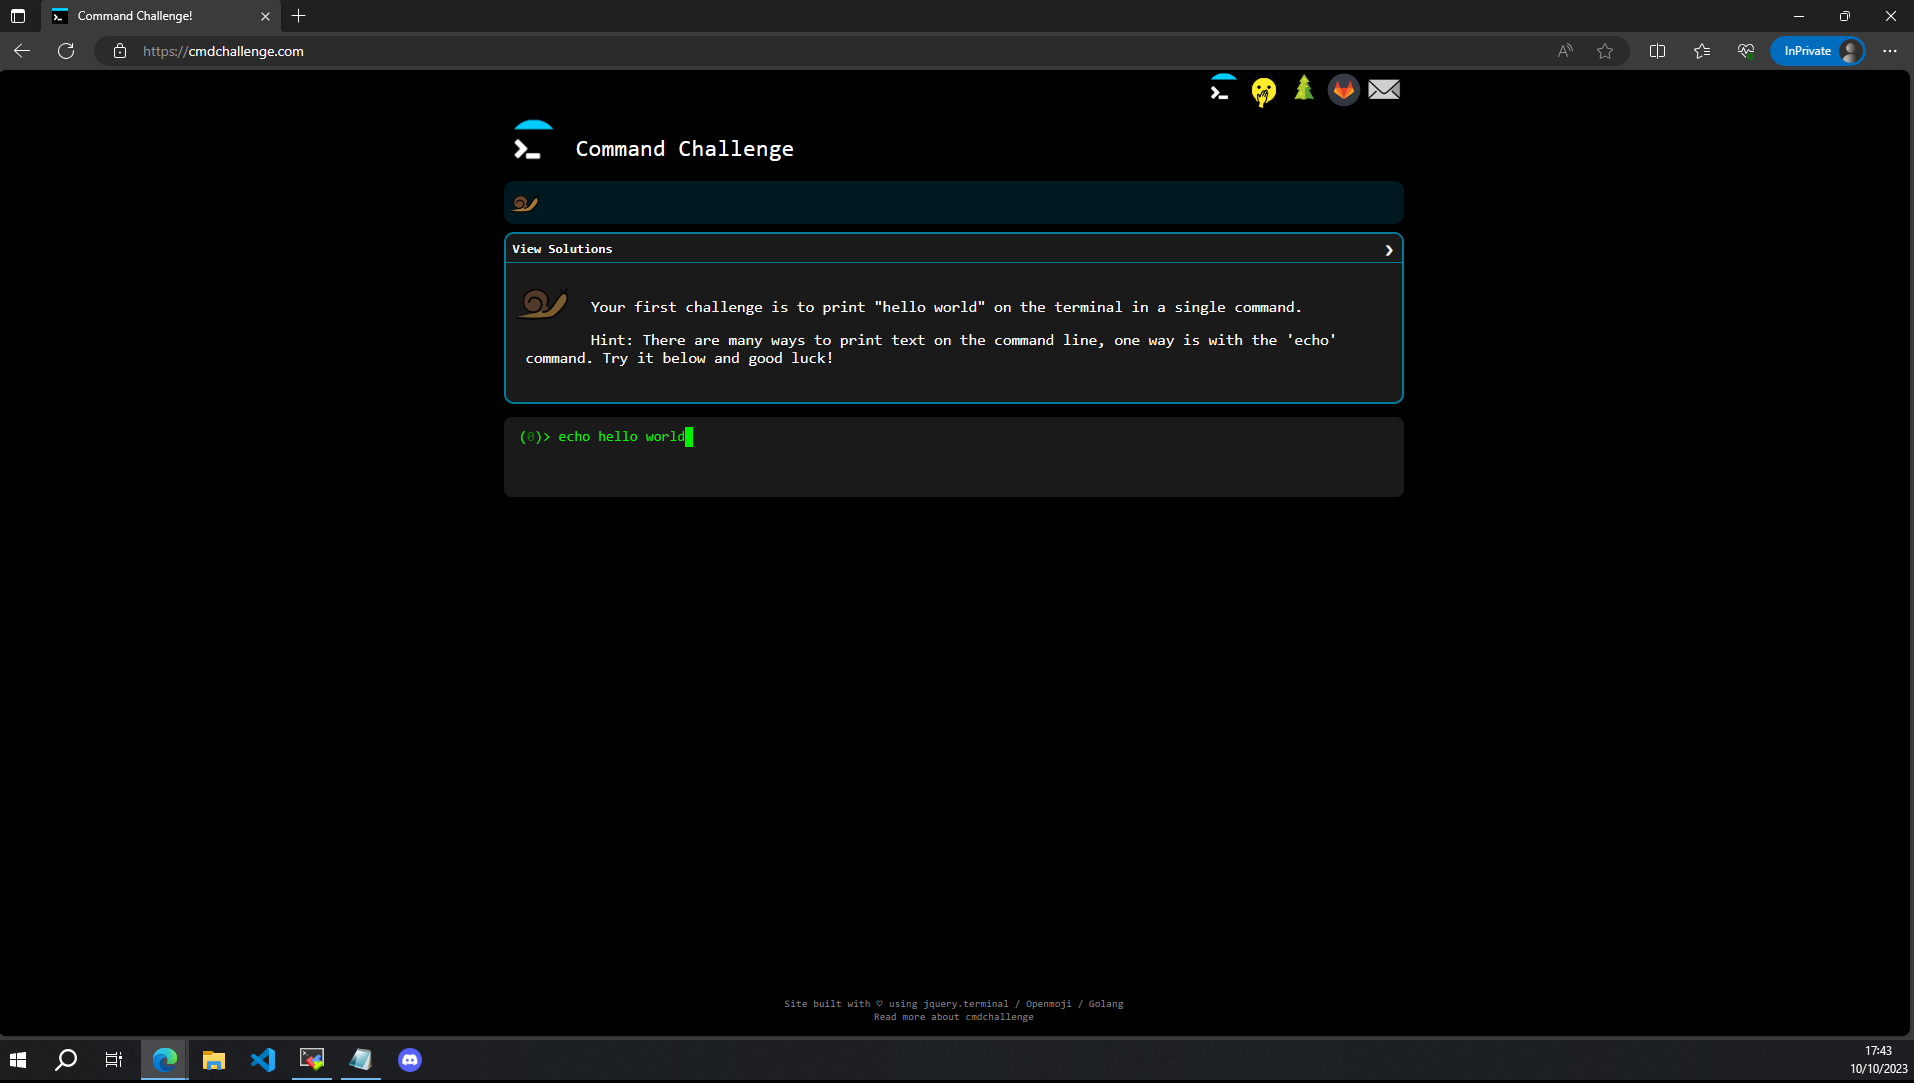 Command Challenge!
https://cmdchallenge.com
InPrivate
Command Challenge
View Solutions
Your first challenge is to print "hello world" on the terminal in a single command.
Hint: There are many ways to print text on the command line, one way is with the 'echo'
command. Try it below and good luck!
(0)> echo hello world
Site built with ♡ using jquery.terminal / Openmoji / Golang
Read more about cmdchallenge
17:43
10/10/2023